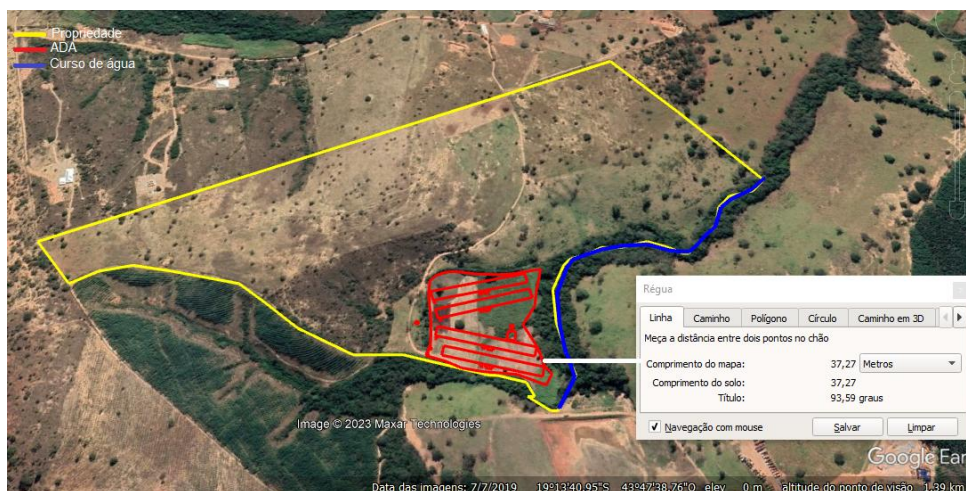 Propriedade
ADA
Curso de água
Régua
Linha Caminho Polígono Círculo Caminho em 3D
Meça a distância entre dois pontos no chão
Comprimento do mapa: 37,27 Metros
Comprimento do solo: 37,27
Título: 93,59 graus
Navegação com mouse Salvar Limpar
Image © 2023 Maxar Technologies
Google Ear
Data das imagens: 7/7/2019 19°13'40.95"S 43°47'38.76"O elev 0 m altitude do ponto de visão 1.39 km